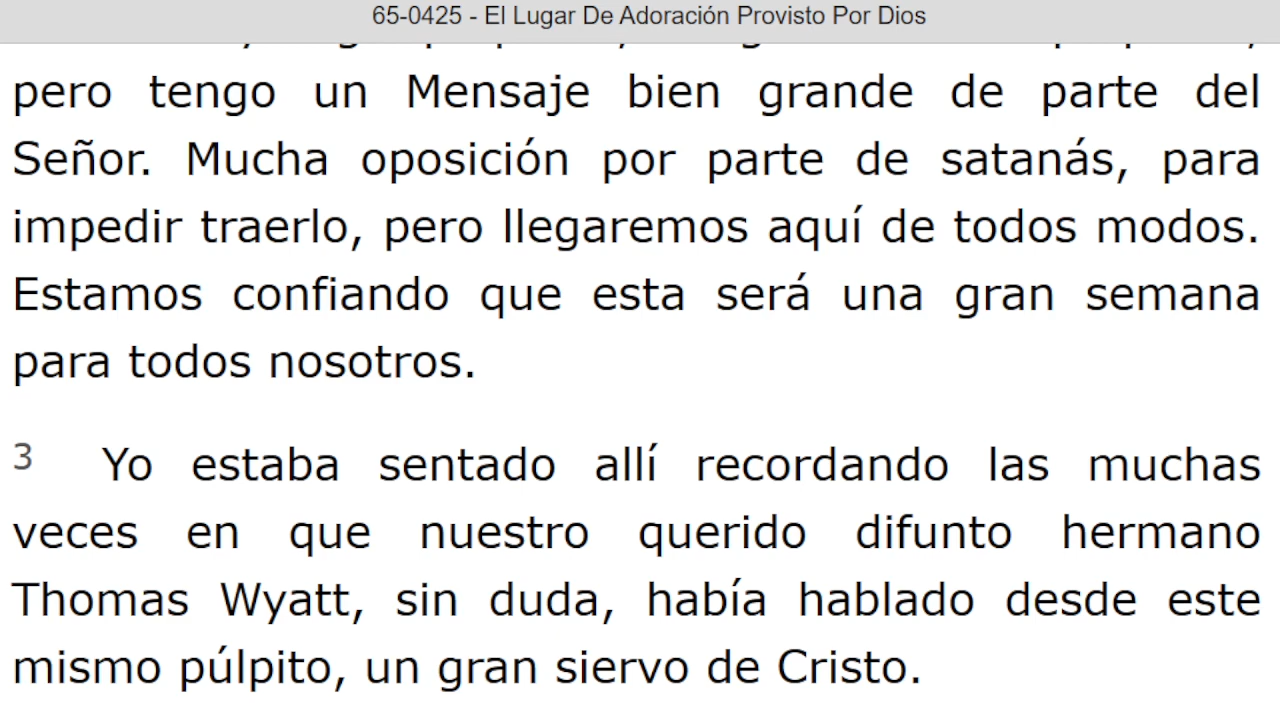 65-0425 - El Lugar De Adoración Provisto Por Dios
pero tengo un Mensaje bien grande de parte del
Señor. Mucha oposición por parte de satanás, para
impedir traerlo, pero llegaremos aquí de todos modos.
Estamos confiando que esta será una gran semana
para todos nosotros.
3 Yo estaba sentado allí recordando las muchas
veces en que nuestro querido difunto hermano
Thomas Wyatt, sin duda, había hablado desde este
mismo púlpito, un gran siervo de Cristo.